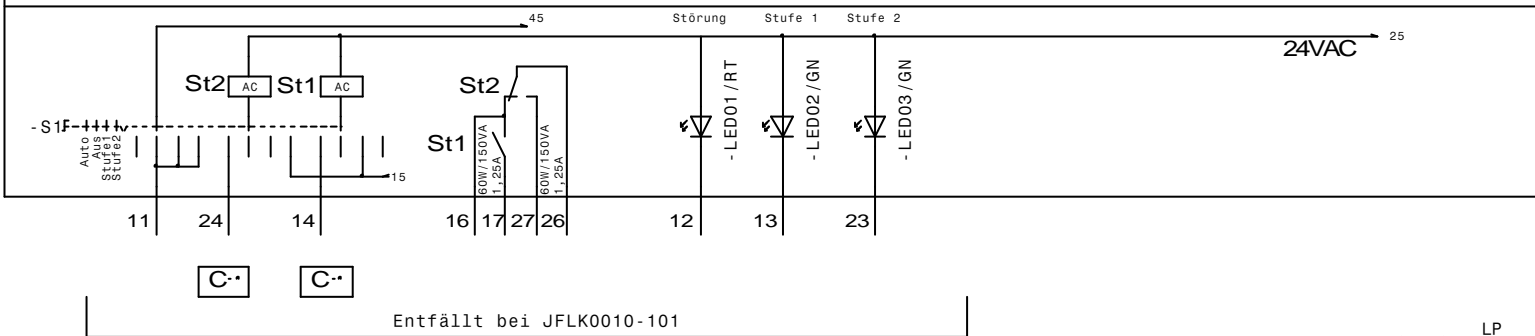 45
Störung Stufe 1 Stufe 2
25
24VAC
St2 AC St1 AC
St2
-LED01/RT
-LED02/GN
-LED03/GN
-S1
Auto
Aus
Stufe1
Stufe2
St1
60W/150VA
1,25A
60W/150VA
1,25A
15
11 24 14 16 17 27 26 12 13 23
C C
Entfällt bei JFLK0010-101
LP